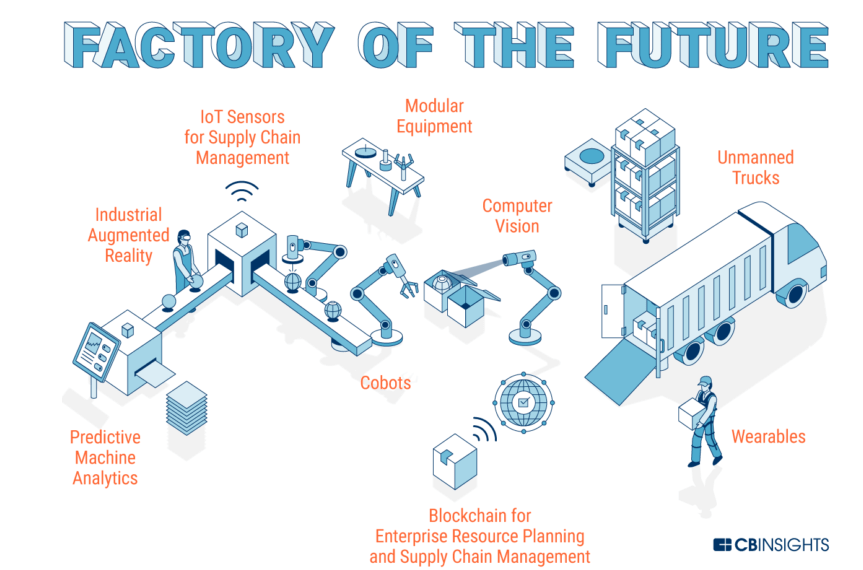 FACTORY OF THE FUTURE
IoT Sensors
for Supply Chain
Management
Modular
Equipment
Unmanned
Trucks
Industrial
Augmented
Reality
Computer
Vision
Cobots
Predictive
Machine
Analytics
Wearables
Blockchain for
Enterprise Resource Planning
and Supply Chain Management
CBINSIGHTS